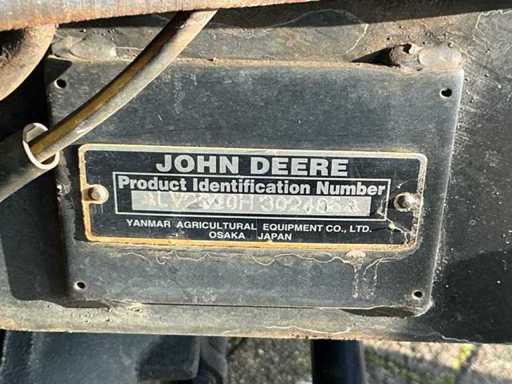 JOHN DEERE
Product Identification Number
YANMAR AGRICULTURAL EQUIPMENT CO., LTD.
OSAKA JAPAN